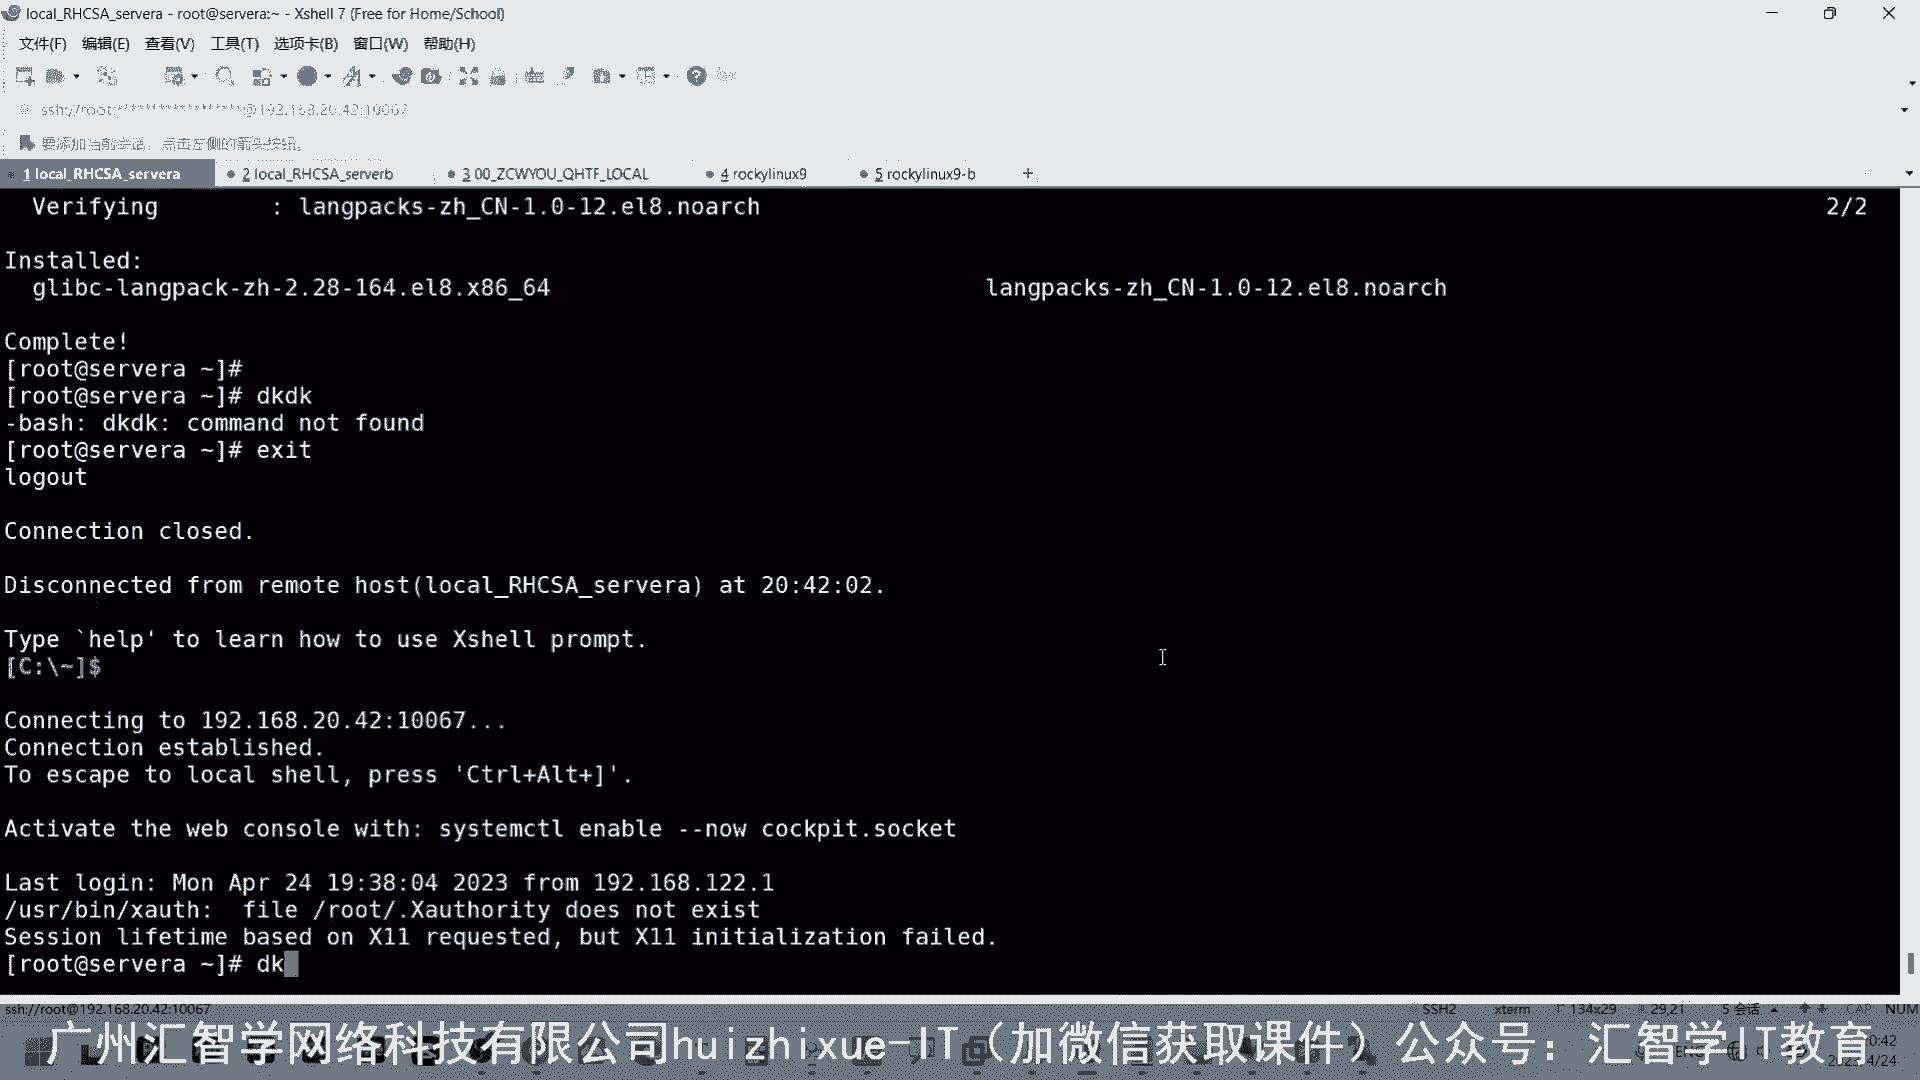 local_RHCSA_servera - root@servera:~ - Xshell 7 (Free for Home/School)
文件(F) 编辑(E) 查看(V) 工具(T) 选项卡(B) 窗口(W) 帮助(H)
ssh://root:****************@192.168.20.42:10067
要添加当前会话，点击左侧的箭头按钮。
1 local_RHCSA_servera 2 local_RHCSA_serverb 3 00_ZCWYOU_QHTF_LOCAL 4 rockylinux9 5 rockylinux9-b +
Verifying : langpacks-zh_CN-1.0-12.el8.noarch 2/2
Installed:
glibc-langpack-zh-2.28-164.el8.x86_64 langpacks-zh_CN-1.0-12.el8.noarch
Complete!
[root@servera ~]#
[root@servera ~]# dkdk
-bash: dkdk: command not found
[root@servera ~]# exit
logout
Connection closed.
Disconnected from remote host(local_RHCSA_servera) at 20:42:02.
Type `help' to learn how to use Xshell prompt.
[C:\~]$
Connecting to 192.168.20.42:10067...
Connection established.
To escape to local shell, press 'Ctrl+Alt+]'.
Activate the web console with: systemctl enable --now cockpit.socket
Last login: Mon Apr 24 19:38:04 2023 from 192.168.122.1
/usr/bin/xauth:  file /root/.Xauthority does not exist
Session lifetime based on X11 requested, but X11 initialization failed.
[root@servera ~]# dk
ssh://root@192.168.20.42:10067 SSH2 xterm 134x29 29,21 5 会话 CAP NUM
广州汇智学网络科技有限公司huizhixue-IT（加微信获取课件）公众号：汇智学IT教育